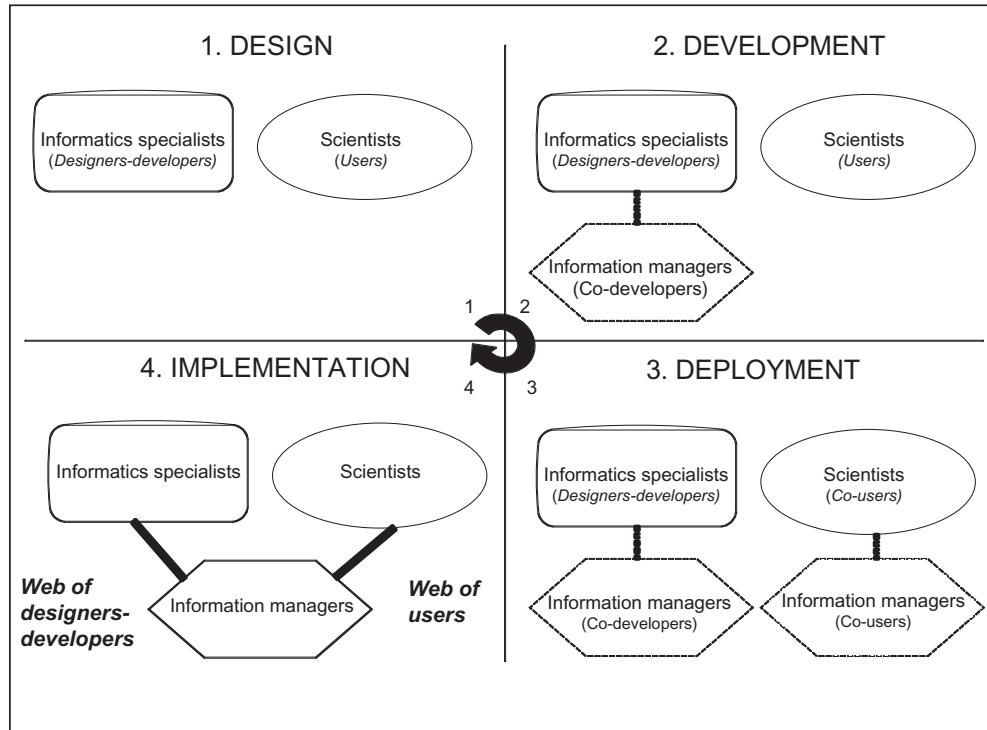 1. DESIGN
Informatics specialists
(Designers-developers)
Scientists
(Users)
2. DEVELOPMENT
Informatics specialists
(Designers-developers)
Scientists
(Users)
Information managers
(Co-developers)
1 2
4 3
4. IMPLEMENTATION
Informatics specialists
Scientists
Web of
designers-
developers
Information managers
Web of
users
3. DEPLOYMENT
Informatics specialists
(Designers-developers)
Scientists
(Co-users)
Information managers
(Co-developers)
Information managers
(Co-users)